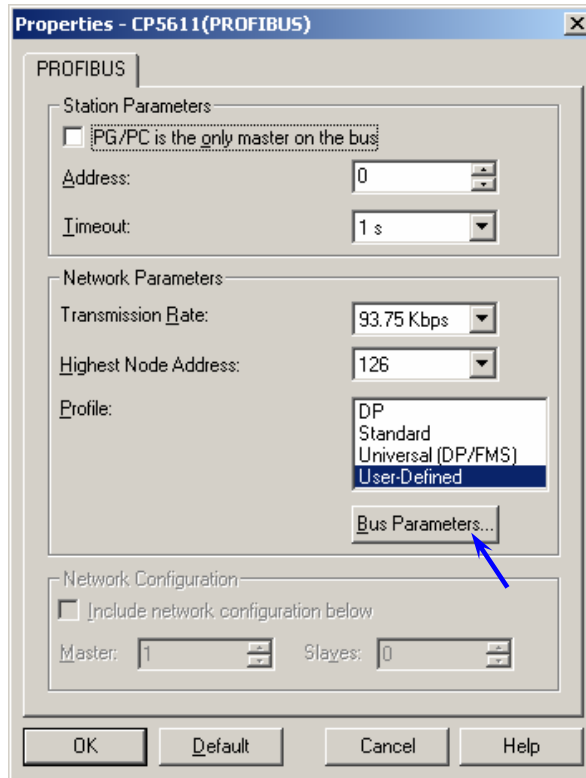 Properties - CP5611(PROFIBUS)
PROFIBUS
Station Parameters
PG/PC is the only master on the bus
Address: 0
Timeout: 1 s
Network Parameters
Transmission Rate: 93.75 Kbps
Highest Node Address: 126
Profile: DP
Standard
Universal (DP/FMS)
User-Defined
Bus Parameters...
Network Configuration
Include network configuration below
Master: 1 Slaves: 0
OK Default Cancel Help